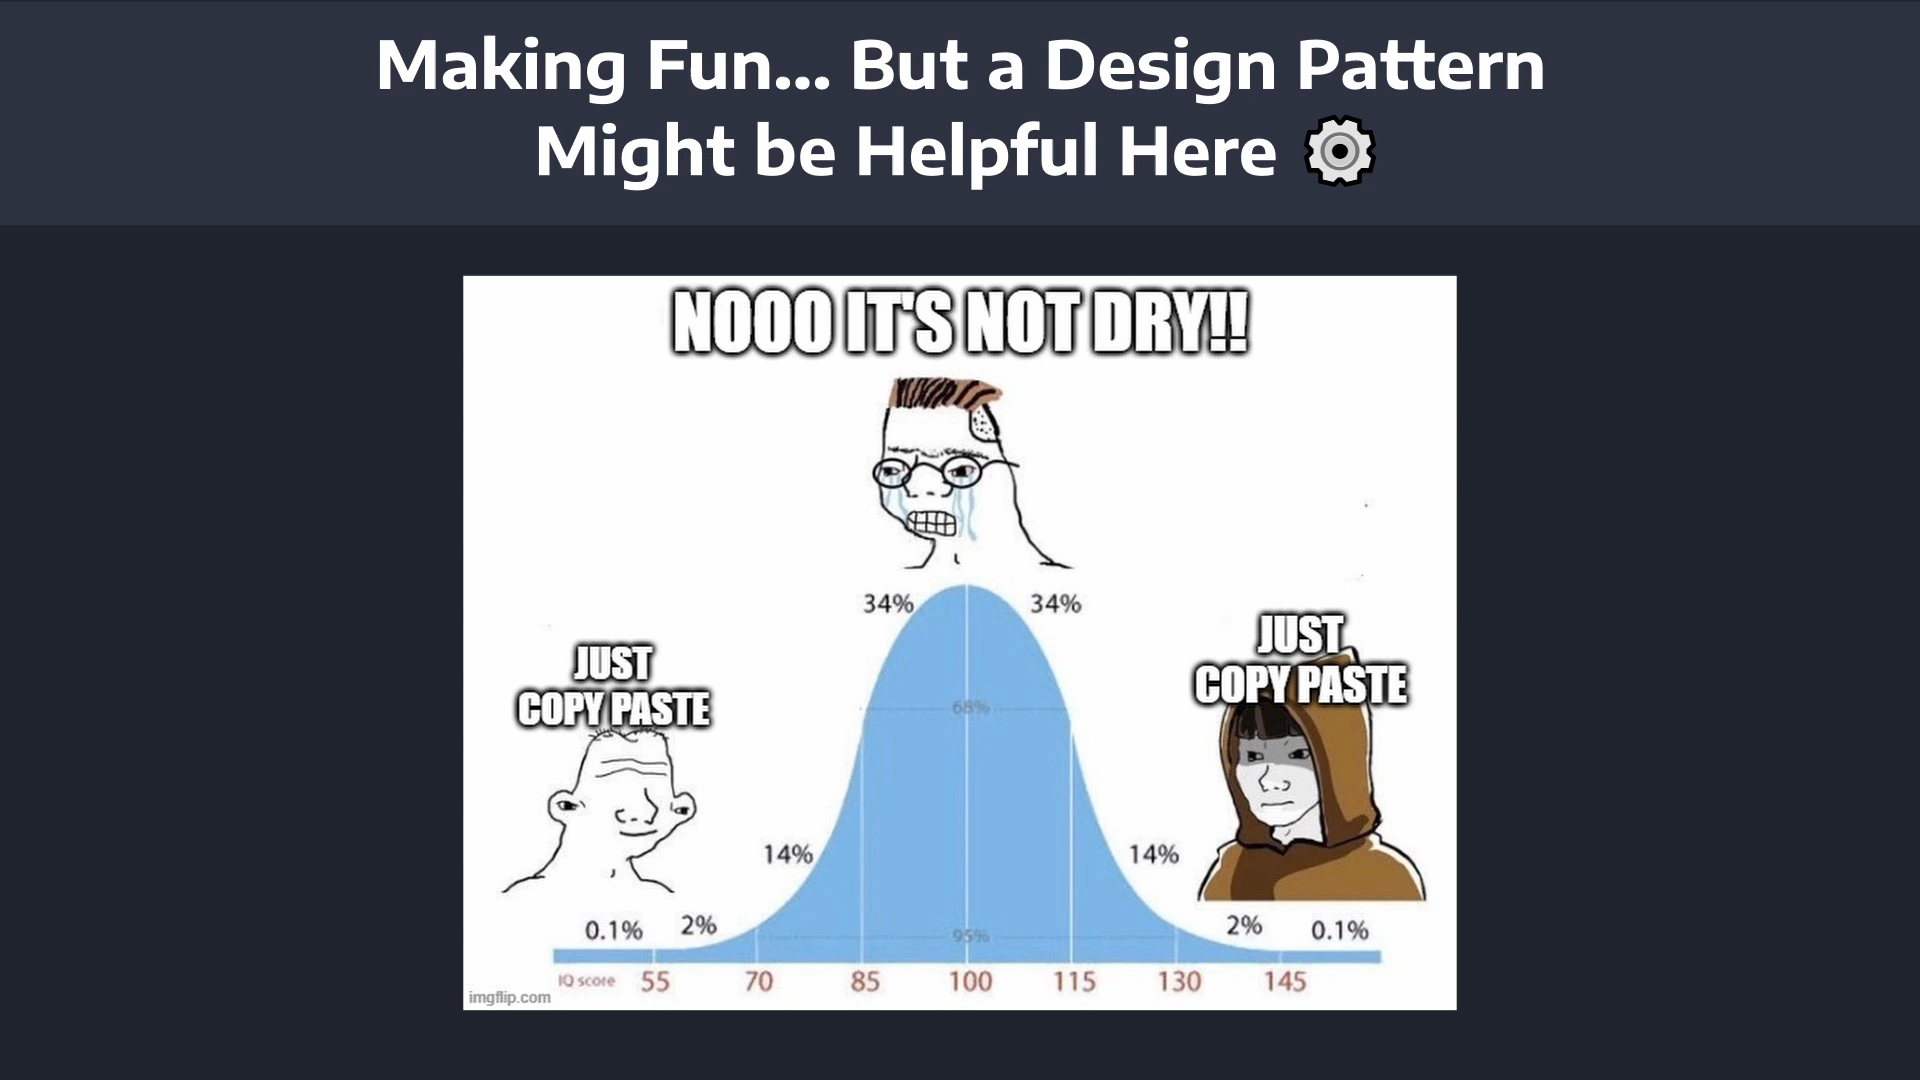 Making Fun... But a Design Pattern
Might be Helpful Here
NOOO IT'S NOT DRY!!
34%
34%
JUST
COPY PASTE
JUST
COPY PASTE
68%
14%
14%
0.1%
2%
95%
2%
0.1%
IQ score
55
70
85
100
115
130
145
imgflip.com